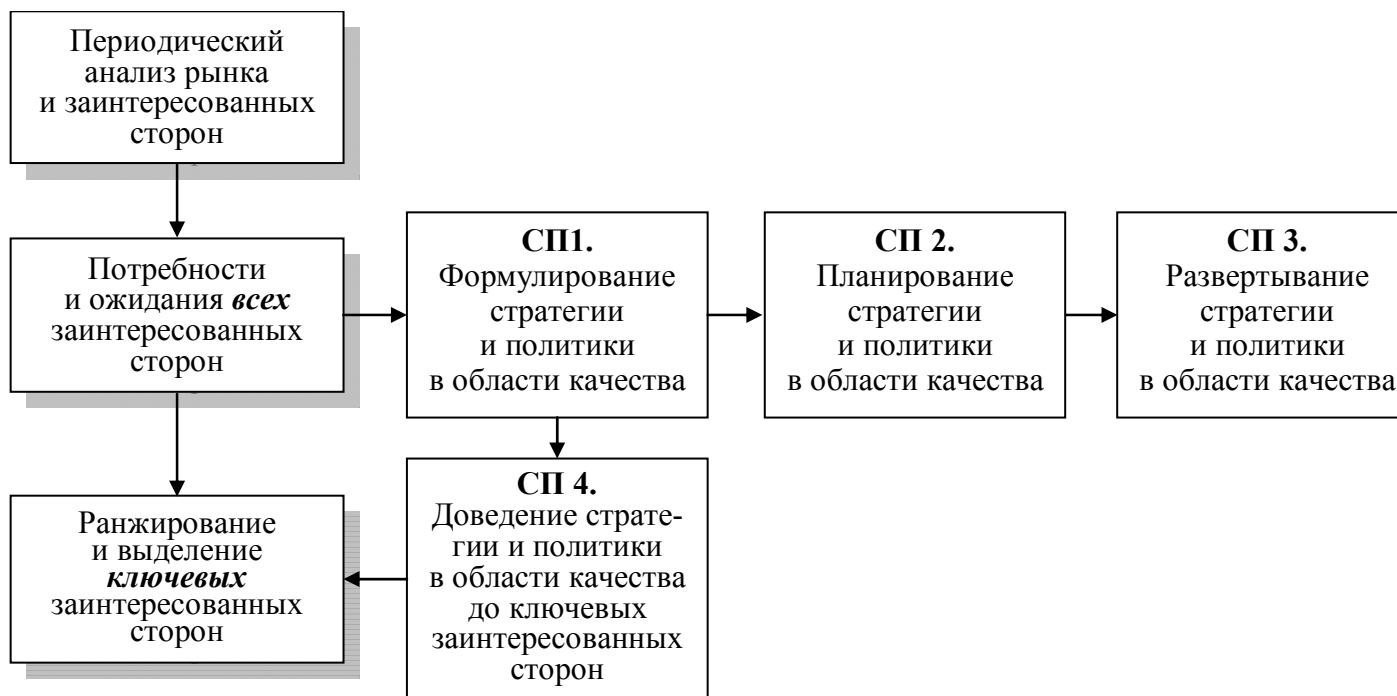 Периодический
анализ рынка
и заинтересованных
сторон
Потребности
и ожидания всех
заинтересованных
сторон
СП1.
Формулирование
стратегии
и политики
в области качества
СП 2.
Планирование
стратегии
и политики
в области качества
СП 3.
Развертывание
стратегии
и политики
в области качества
Ранжирование
и выделение
ключевых
заинтересованных
сторон
СП 4.
Доведение страте-
гии и политики
в области качества
до ключевых
заинтересованных
сторон